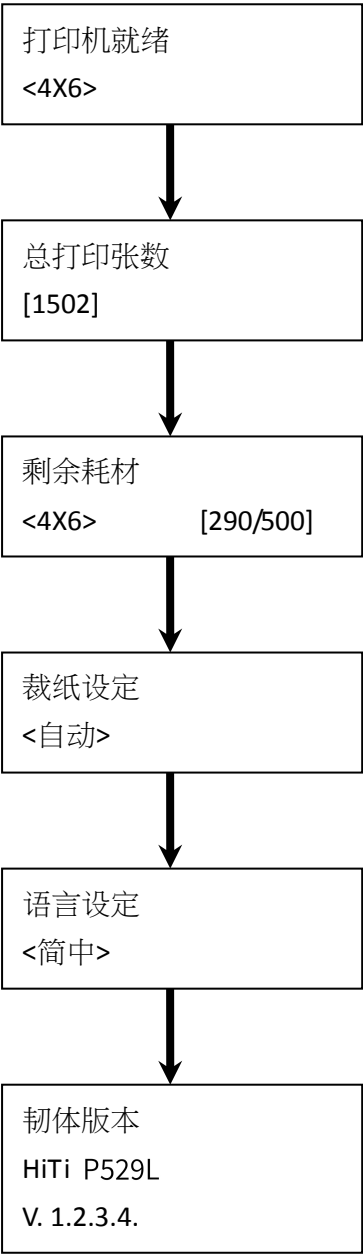 打印机就绪
<4X6>
总打印张数
[1502]
剩余耗材
<4X6> [290/500]
裁纸设定
<自动>
语言设定
<简中>
韧体版本
HiTi P529L
V. 1.2.3.4.